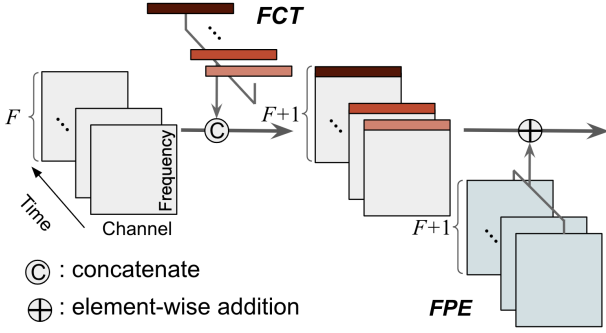 FCT
F
F+1
C
Frequency
Time
Channel
F+1
C : concatenate
: element-wise addition
FPE